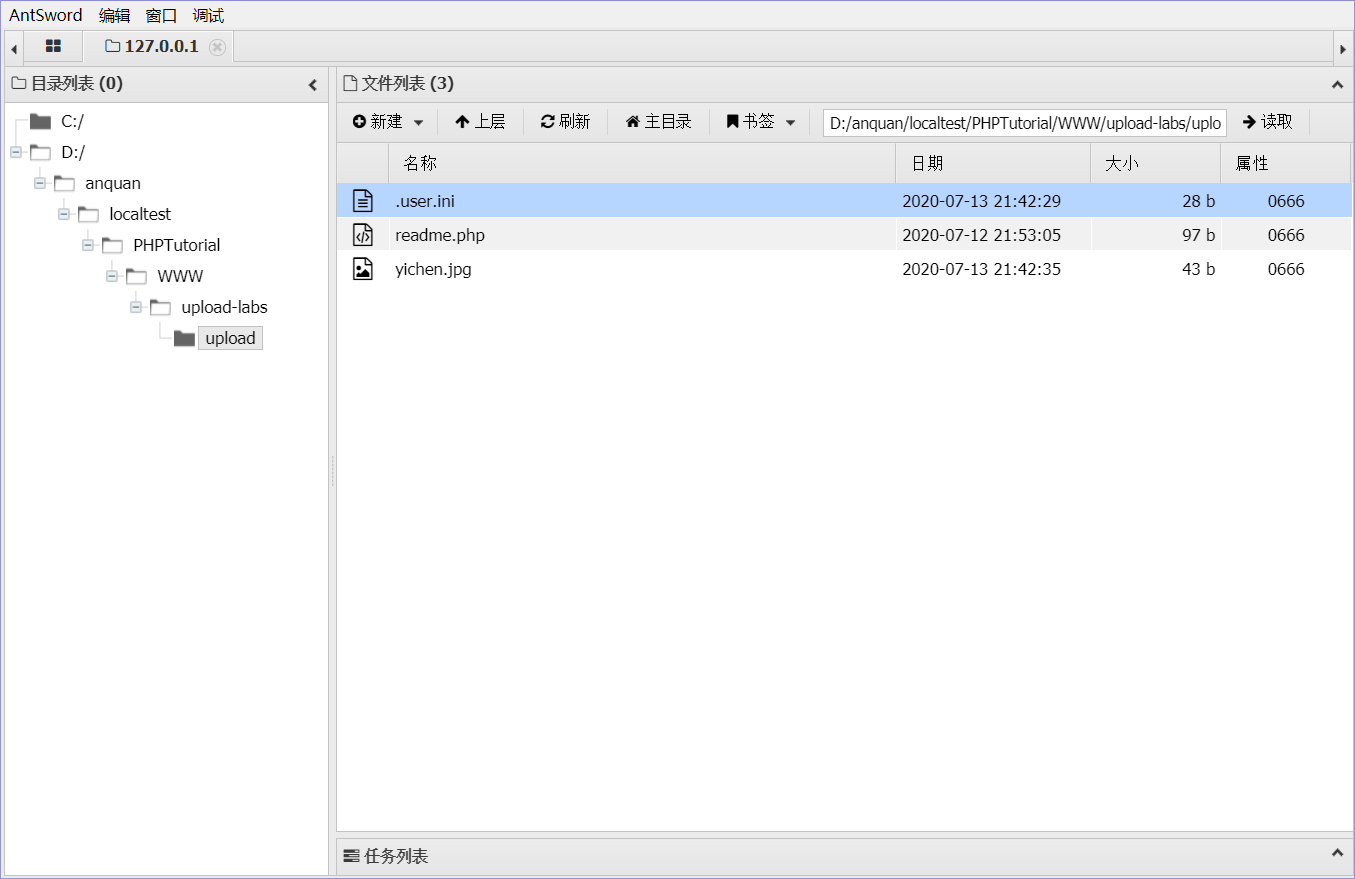 AntSword 编辑 窗口 调试
127.0.0.1
目录列表 (0)
C:/
D:/
anquan
localtest
PHPTutorial
WWW
upload-labs
upload
文件列表 (3)
新建 上层 刷新 主目录 书签 D:/anquan/localtest/PHPTutorial/WWW/upload-labs/uplo 读取
名称 日期 大小 属性
.user.ini 2020-07-13 21:42:29 28 b 0666
readme.php 2020-07-12 21:53:05 97 b 0666
yichen.jpg 2020-07-13 21:42:35 43 b 0666
任务列表